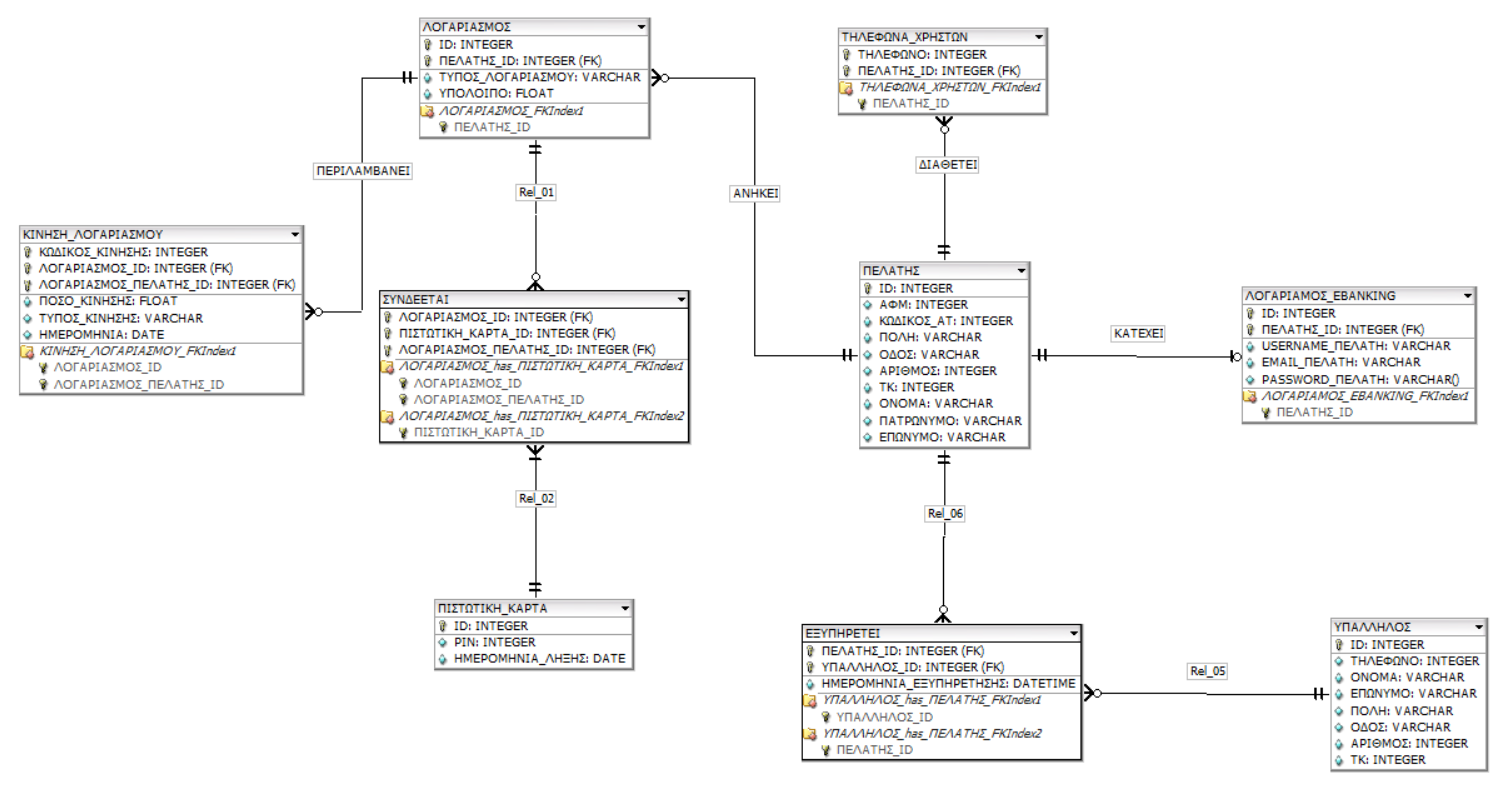 ΛΟΓΑΡΙΑΣΜΟΣ
ID: INTEGER
ΠΕΛΑΤΗΣ_ID: INTEGER (FK)
ΤΥΠΟΣ_ΛΟΓΑΡΙΑΣΜΟΥ: VARCHAR
ΥΠΟΛΟΙΠΟ: FLOAT
ΛΟΓΑΡΙΑΣΜΟΣ_FKIndex1
ΠΕΛΑΤΗΣ_ID
ΤΗΛΕΦΩΝΑ_ΧΡΗΣΤΩΝ
ΤΗΛΕΦΩΝΟ: INTEGER
ΠΕΛΑΤΗΣ_ID: INTEGER (FK)
ΤΗΛΕΦΩΝΑ_ΧΡΗΣΤΩΝ_FKIndex1
ΠΕΛΑΤΗΣ_ID
ΠΕΡΙΛΑΜΒΑΝΕΙ
Rel_01
ΑΝΗΚΕΙ
ΔΙΑΘΕΤΕΙ
ΚΙΝΗΣΗ_ΛΟΓΑΡΙΑΣΜΟΥ
ΚΩΔΙΚΟΣ_ΚΙΝΗΣΗΣ: INTEGER
ΛΟΓΑΡΙΑΣΜΟΣ_ID: INTEGER (FK)
ΛΟΓΑΡΙΑΣΜΟΣ_ΠΕΛΑΤΗΣ_ID: INTEGER (FK)
ΠΟΣΟ_ΚΙΝΗΣΗΣ: FLOAT
ΤΥΠΟΣ_ΚΙΝΗΣΗΣ: VARCHAR
ΗΜΕΡΟΜΗΝΙΑ: DATE
ΚΙΝΗΣΗ_ΛΟΓΑΡΙΑΣΜΟΥ_FKIndex1
ΛΟΓΑΡΙΑΣΜΟΣ_ID
ΛΟΓΑΡΙΑΣΜΟΣ_ΠΕΛΑΤΗΣ_ID
ΣΥΝΔΕΕΤΑΙ
ΛΟΓΑΡΙΑΣΜΟΣ_ID: INTEGER (FK)
ΠΙΣΤΩΤΙΚΗ_ΚΑΡΤΑ_ID: INTEGER (FK)
ΛΟΓΑΡΙΑΣΜΟΣ_ΠΕΛΑΤΗΣ_ID: INTEGER (FK)
ΛΟΓΑΡΙΑΣΜΟΣ_has_ΠΙΣΤΩΤΙΚΗ_ΚΑΡΤΑ_FKIndex1
ΛΟΓΑΡΙΑΣΜΟΣ_ID
ΛΟΓΑΡΙΑΣΜΟΣ_ΠΕΛΑΤΗΣ_ID
ΛΟΓΑΡΙΑΣΜΟΣ_has_ΠΙΣΤΩΤΙΚΗ_ΚΑΡΤΑ_FKIndex2
ΠΙΣΤΩΤΙΚΗ_ΚΑΡΤΑ_ID
ΠΕΛΑΤΗΣ
ID: INTEGER
ΑΦΜ: INTEGER
ΚΩΔΙΚΟΣ_ΑΤ: INTEGER
ΠΟΛΗ: VARCHAR
ΟΔΟΣ: VARCHAR
ΑΡΙΘΜΟΣ: INTEGER
ΤΚ: INTEGER
ΟΝΟΜΑ: VARCHAR
ΠΑΤΡΩΝΥΜΟ: VARCHAR
ΕΠΩΝΥΜΟ: VARCHAR
ΚΑΤΕΧΕΙ
ΛΟΓΑΡΙΑΜΟΣ_EBANKING
ID: INTEGER
ΠΕΛΑΤΗΣ_ID: INTEGER (FK)
USERNAME_ΠΕΛΑΤΗ: VARCHAR
EMAIL_ΠΕΛΑΤΗ: VARCHAR
PASSWORD_ΠΕΛΑΤΗ: VARCHAR()
ΛΟΓΑΡΙΑΜΟΣ_EBANKING_FKIndex1
ΠΕΛΑΤΗΣ_ID
Rel_02
Rel_06
ΠΙΣΤΩΤΙΚΗ_ΚΑΡΤΑ
ID: INTEGER
PIN: INTEGER
ΗΜΕΡΟΜΗΝΙΑ_ΛΗΞΗΣ: DATE
ΕΞΥΠΗΡΕΤΕΙ
ΠΕΛΑΤΗΣ_ID: INTEGER (FK)
ΥΠΑΛΛΗΛΟΣ_ID: INTEGER (FK)
ΗΜΕΡΟΜΗΝΙΑ_ΕΞΥΠΗΡΕΤΗΣΗΣ: DATETIME
ΥΠΑΛΛΗΛΟΣ_has_ΠΕΛΑΤΗΣ_FKIndex1
ΥΠΑΛΛΗΛΟΣ_ID
ΥΠΑΛΛΗΛΟΣ_has_ΠΕΛΑΤΗΣ_FKIndex2
ΠΕΛΑΤΗΣ_ID
Rel_05
ΥΠΑΛΛΗΛΟΣ
ID: INTEGER
ΤΗΛΕΦΩΝΟ: INTEGER
ΟΝΟΜΑ: VARCHAR
ΕΠΩΝΥΜΟ: VARCHAR
ΠΟΛΗ: VARCHAR
ΟΔΟΣ: VARCHAR
ΑΡΙΘΜΟΣ: INTEGER
ΤΚ: INTEGER